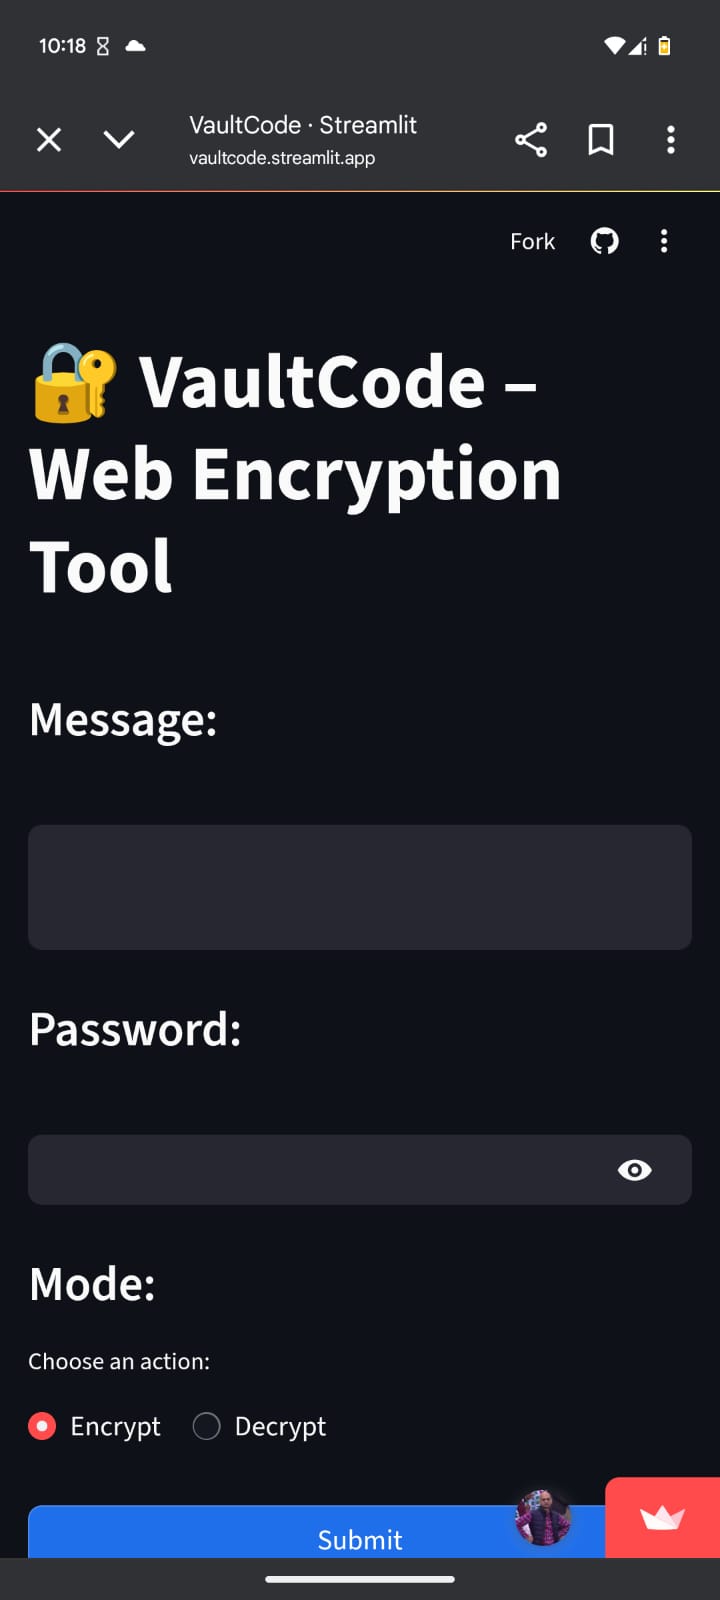 10:18
VaultCode · Streamlit
vaultcode.streamlit.app
Fork
🔐 VaultCode –
Web Encryption
Tool
Message:
Password:
Mode:
Choose an action:
Encrypt Decrypt
Submit